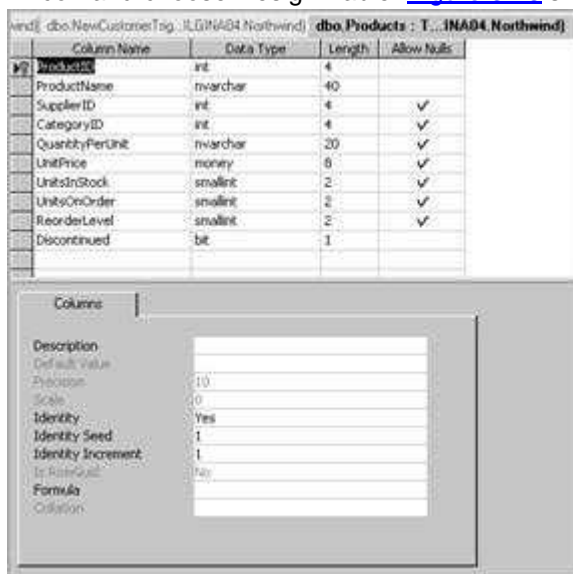 dbo.NewCustomerTrig...ILGINA04.Northwind) dbo.Products : T...INA04.Northwind)
Column Name Data Type Length Allow Nulls
ProductID int 4
ProductName nvarchar 40
SupplierID int 4 ✓
CategoryID int 4 ✓
QuantityPerUnit nvarchar 20 ✓
UnitPrice money 8 ✓
UnitsInStock smallint 2 ✓
UnitsOnOrder smallint 2 ✓
ReorderLevel smallint 2 ✓
Discontinued bit 1
Columns
Description
Default Value
Precision 10
Scale 0
Identity Yes
Identity Seed 1
Identity Increment 1
Is RowGuid No
Formula
Collation